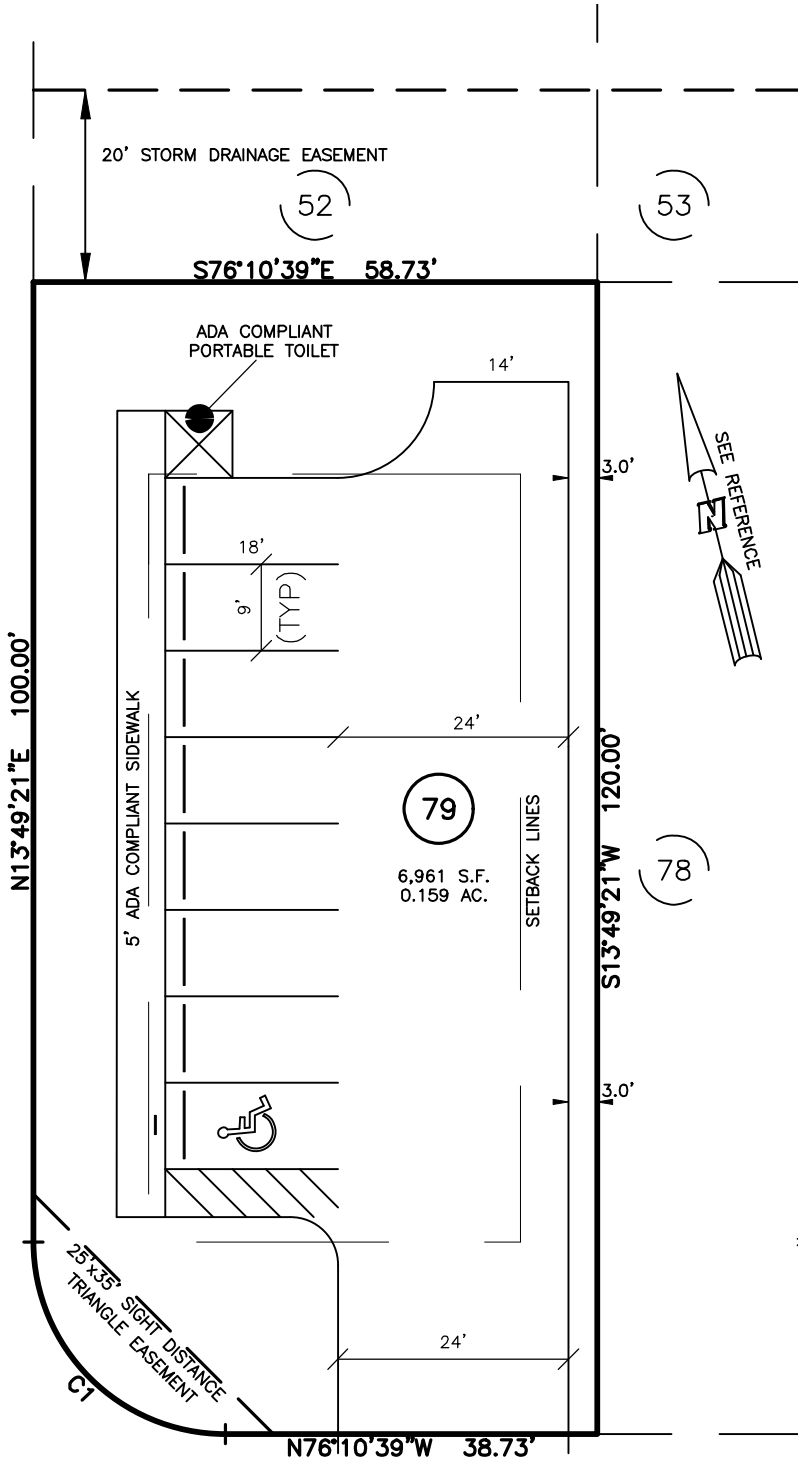 20' STORM DRAINAGE EASEMENT
52
53
S76°10'39"E 58.73'
ADA COMPLIANT
PORTABLE TOILET
14'
3.0'
SEE REFERENCE
N
18'
9'
(TYP)
N13°49'21"E 100.00'
5' ADA COMPLIANT SIDEWALK
24'
79
6,961 S.F.
0.159 AC.
SETBACK LINES
S13°49'21"W 120.00'
78
3.0'
25'x35' SIGHT DISTANCE
TRIANGLE EASEMENT
C1
24'
N76°10'39"W 38.73'